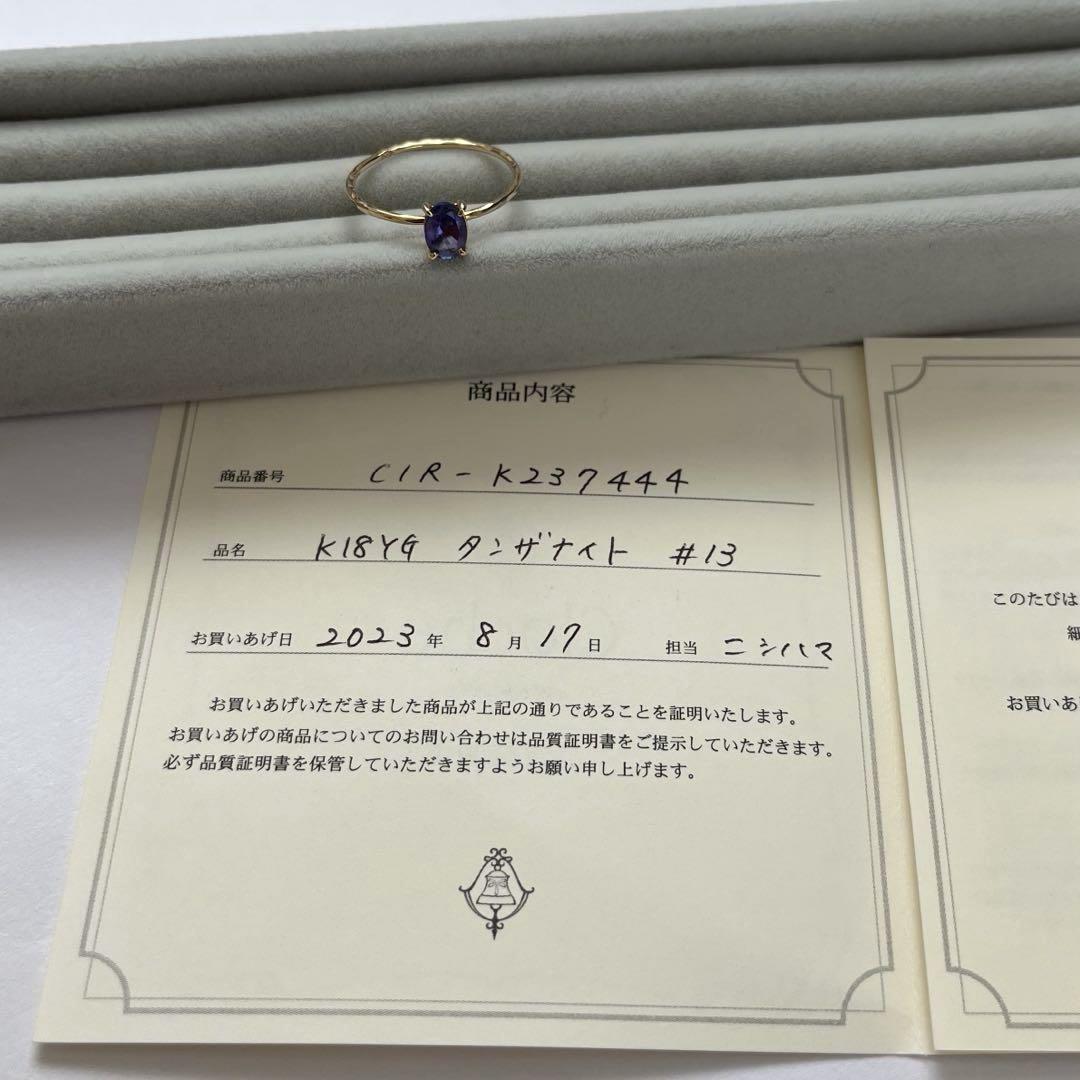 商品内容
商品番号 CIR-K237444
品名 K18YG タンザナイト #13
お買いあげ日 2023年 8月 17日 担当 ニシハマ
お買いあげいただきました商品が上記の通りであることを証明いたします。
お買いあげの商品についてのお問い合わせは品質証明書をご提示していただきます。
必ず品質証明書を保管していただきますようお願い申し上げます。
このたびは
細
お買いあ